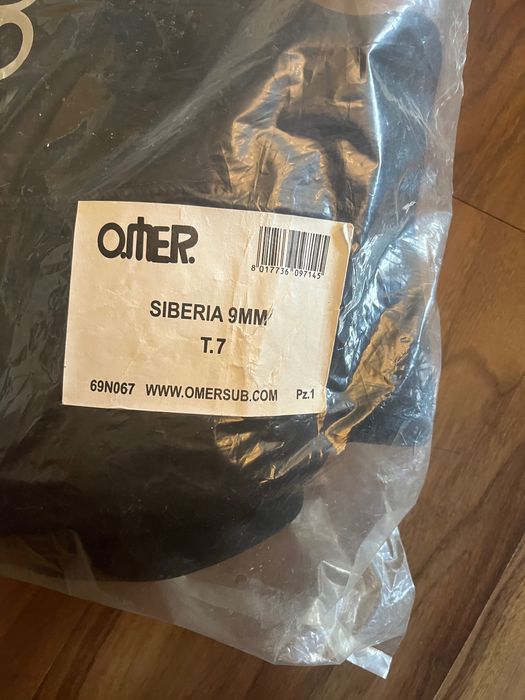 O.MER.
8 017736 097145
SIBERIA 9MM
T.7
69N067 WWW.OMERSUB.COM Pz.1